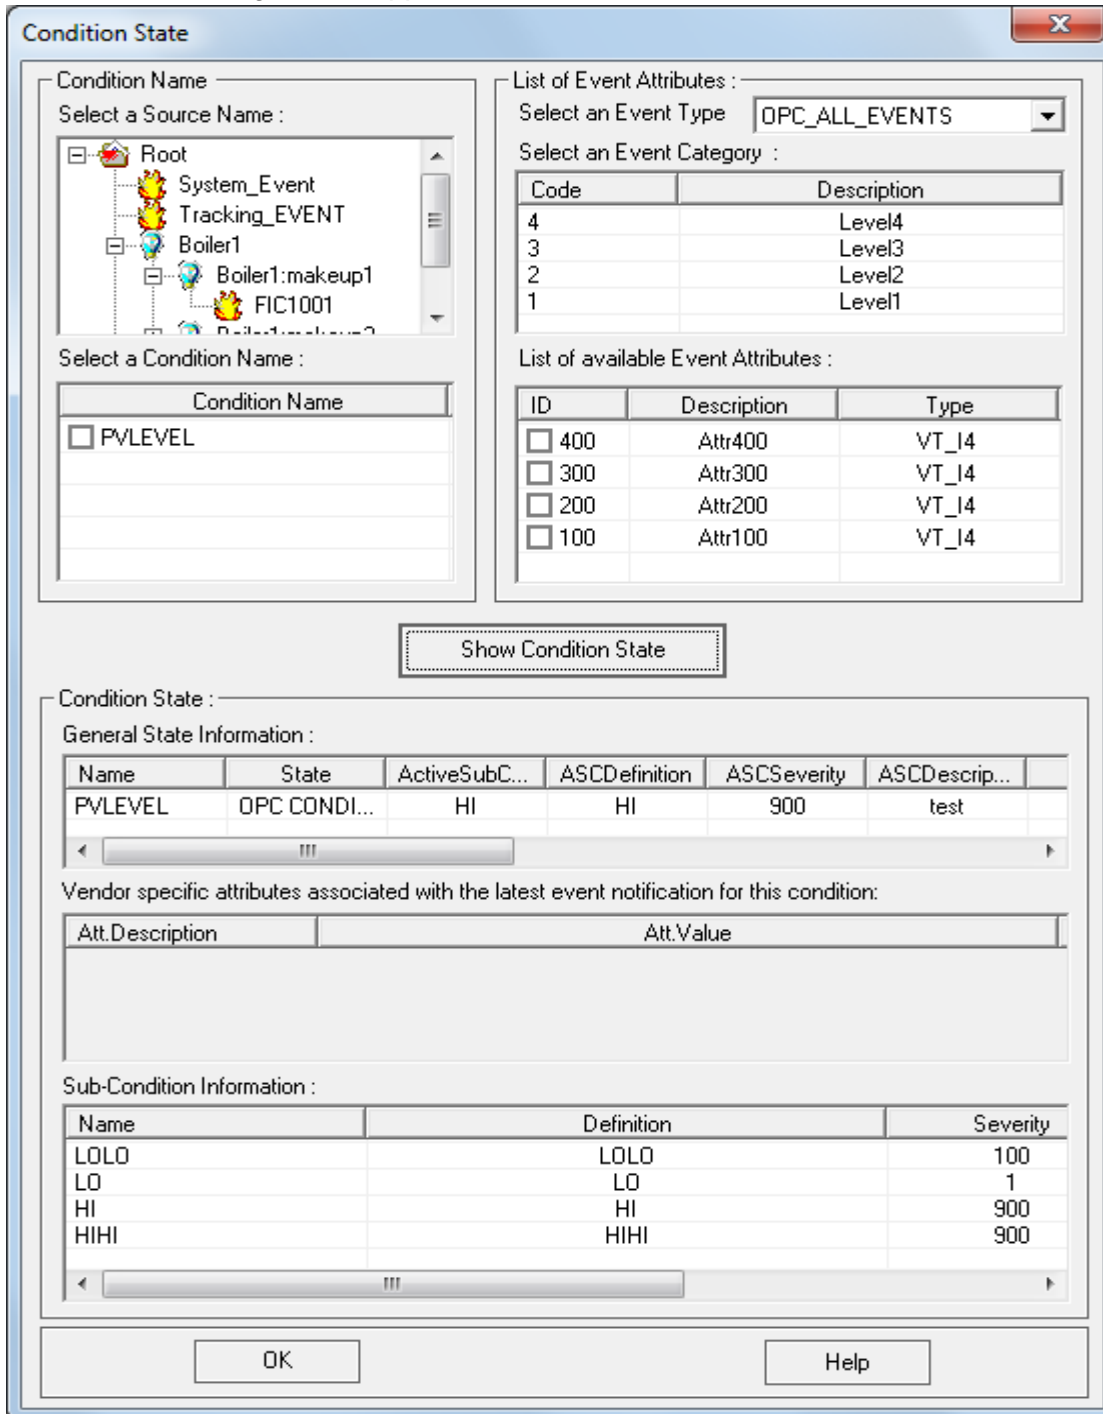 Condition State
Condition Name
Select a Source Name :
Root
System_Event
Tracking_EVENT
Boiler1
Boiler1:makeup1
FIC1001
Select a Condition Name :
Condition Name
PVLEVEL
List of Event Attributes :
Select an Event Type OPC_ALL_EVENTS
Select an Event Category :
Code Description
4 Level4
3 Level3
2 Level2
1 Level1
List of available Event Attributes :
ID Description Type
400 Attr400 VT_I4
300 Attr300 VT_I4
200 Attr200 VT_I4
100 Attr100 VT_I4
Show Condition State
Condition State :
General State Information :
Name State ActiveSubC... ASCDefinition ASCSeverity ASCDescrip...
PVLEVEL OPC CONDI... HI HI 900 test
Vendor specific attributes associated with the latest event notification for this condition:
Att.Description Att.Value
Sub-Condition Information :
Name Definition Severity
LOLO LOLO 100
LO LO 1
HI HI 900
HIHI HIHI 900
OK Help